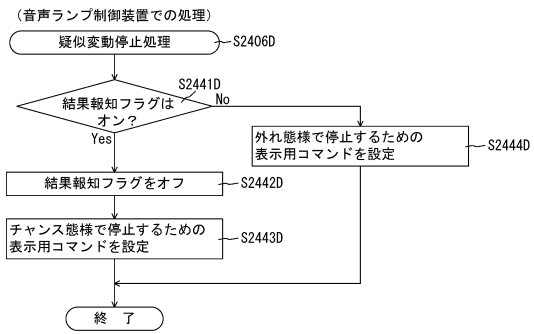 （音声ランプ制御装置での処理）
疑似変動停止処理
S2406D
S2441D
結果報知フラグは
オン？
No
Yes
外れ態様で停止するための
表示用コマンドを設定
S2444D
結果報知フラグをオフ
S2442D
チャンス態様で停止するための
表示用コマンドを設定
S2443D
終 了